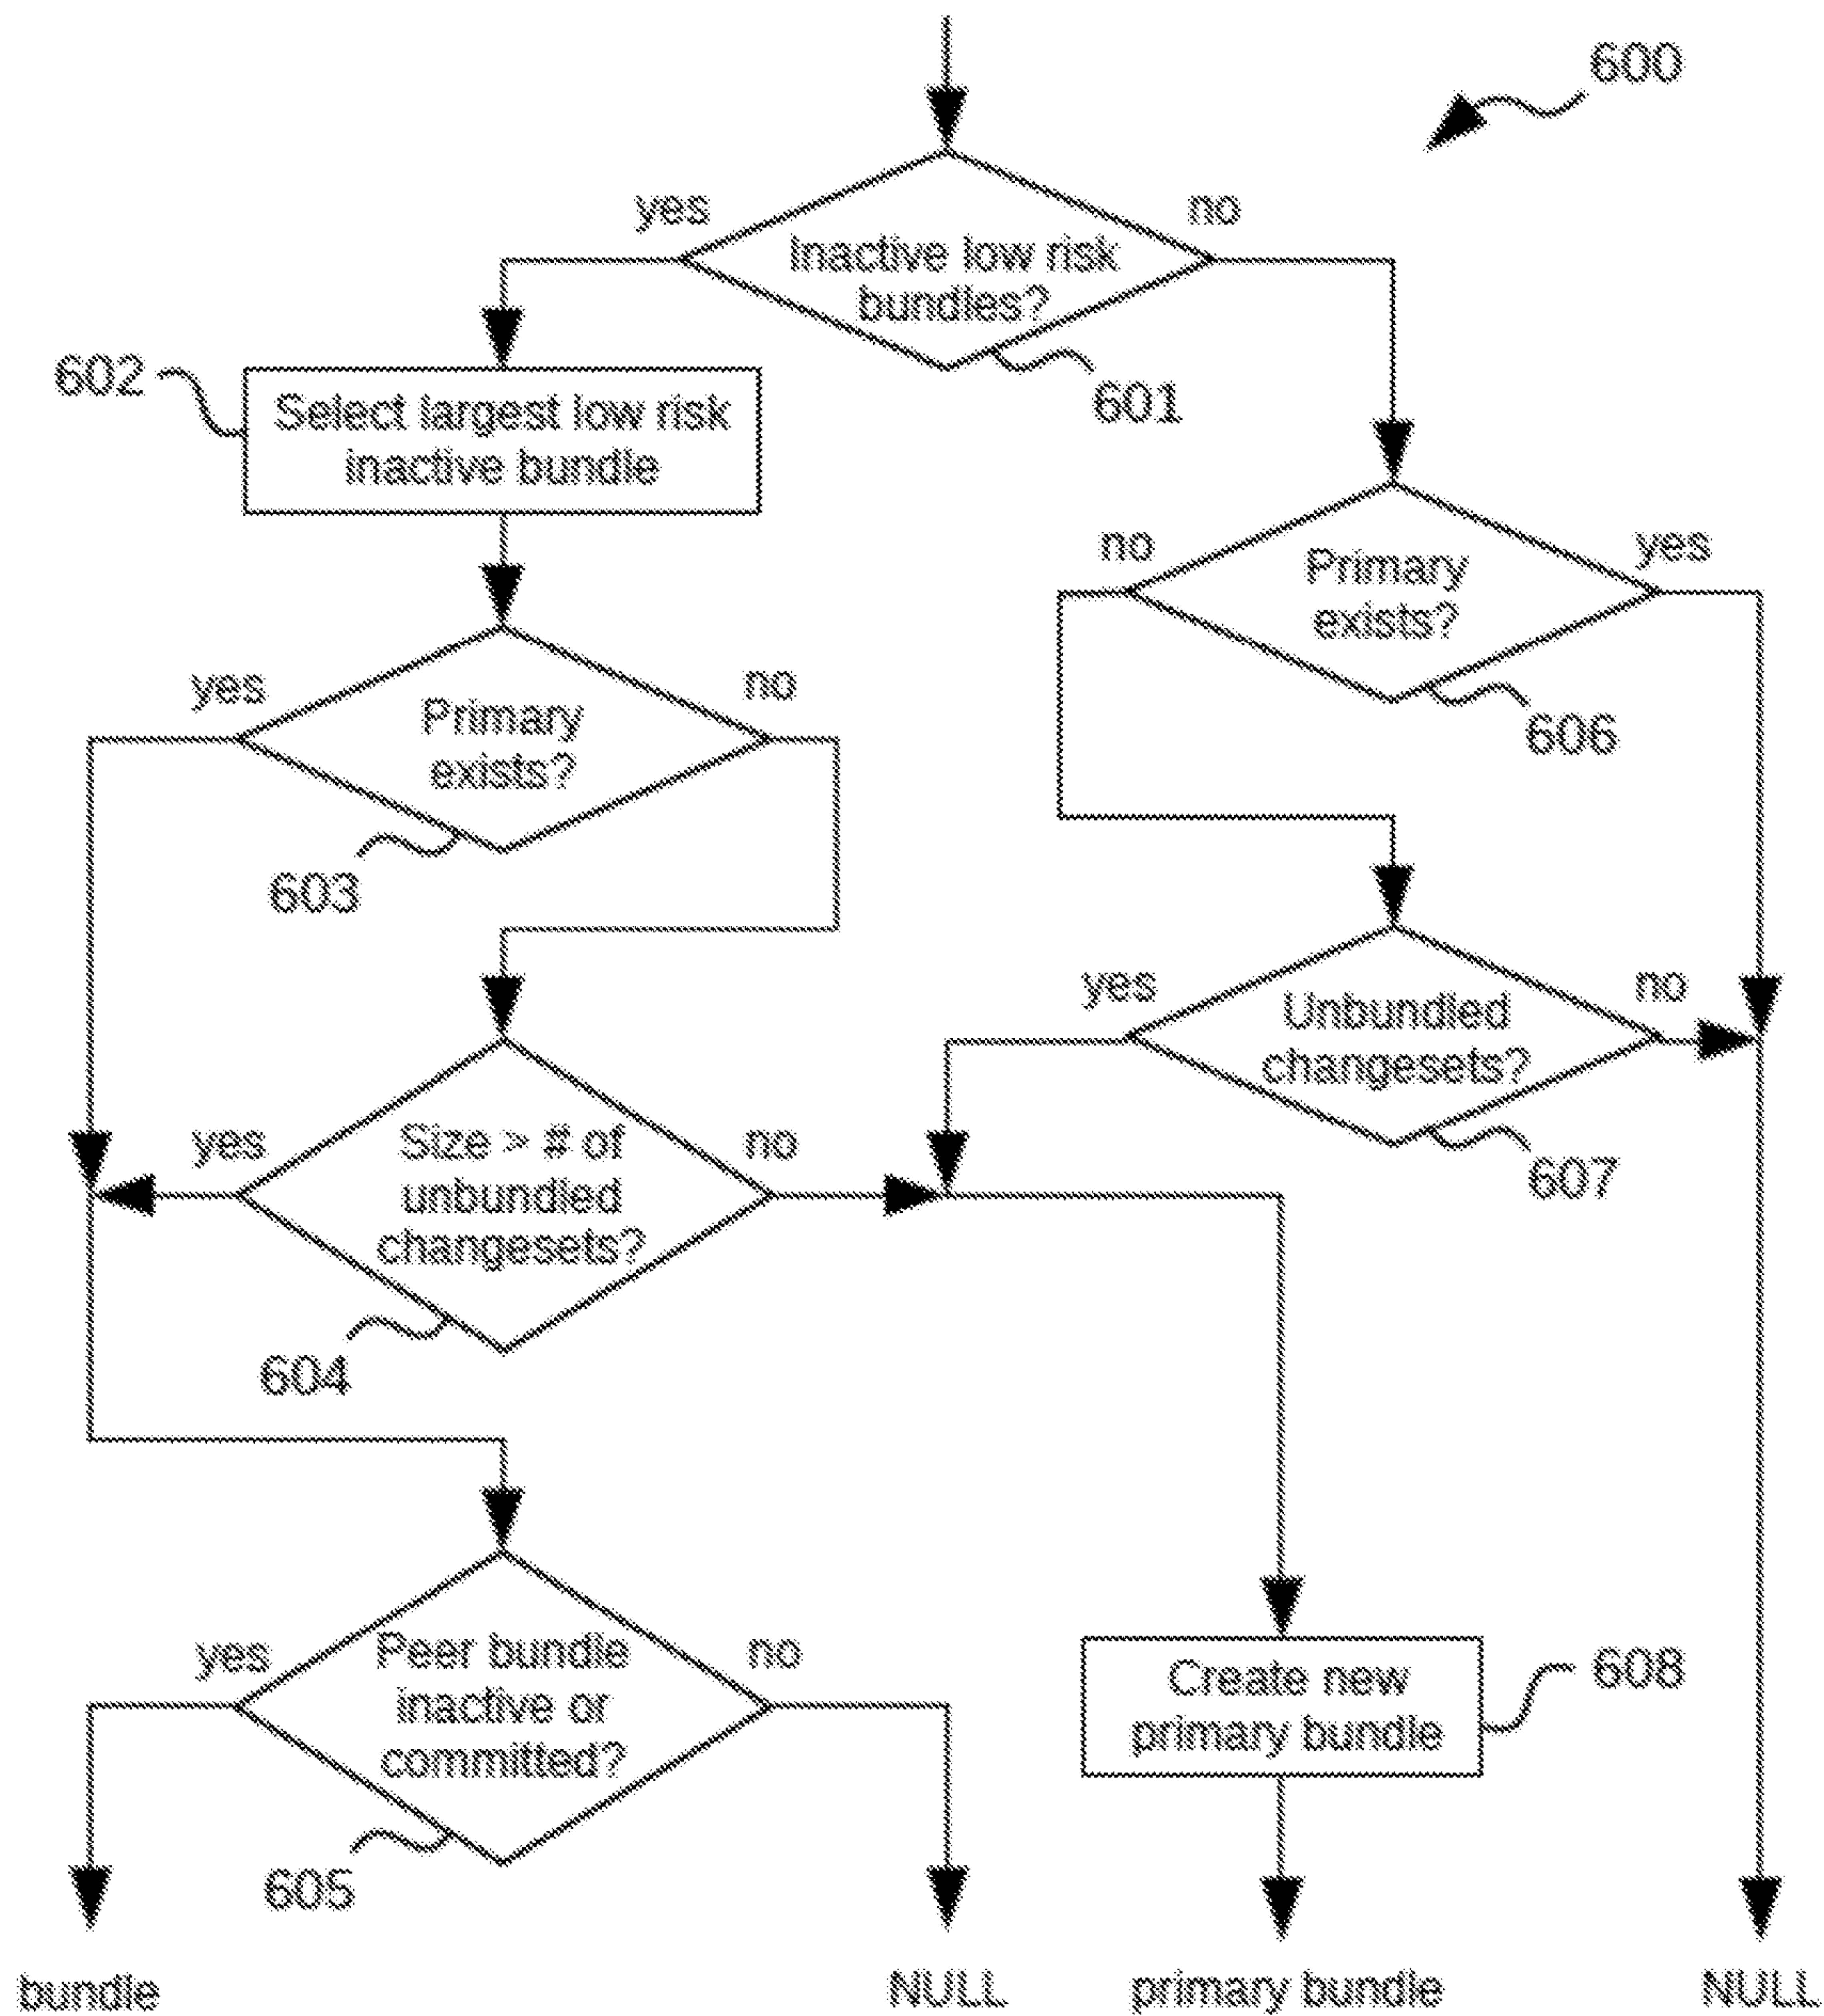 600
yes
no
Inactive low risk
bundles?
601
602
Select largest low risk
inactive bundle
no
Primary
exists?
yes
606
yes
Primary
exists?
no
603
yes
Unbundled
changesets?
no
607
yes
Size > # of
unbundled
changesets?
no
604
yes
Peer bundle
inactive or
committed?
no
605
Create new
primary bundle
608
bundle
NULL
primary bundle
NULL